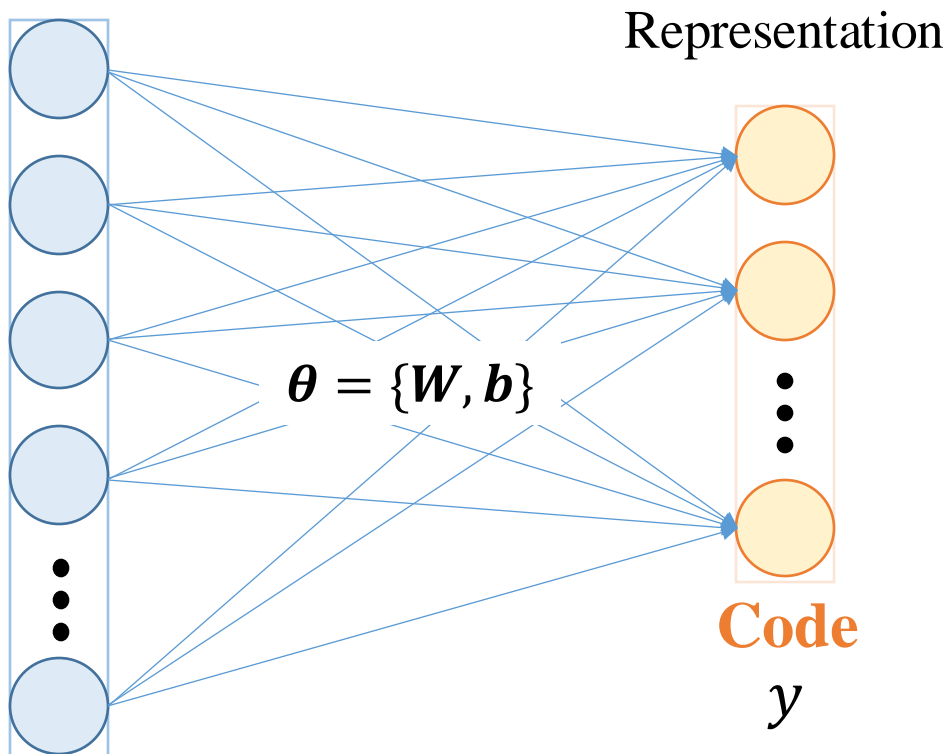 Representation
θ = {W, b}
Code
y